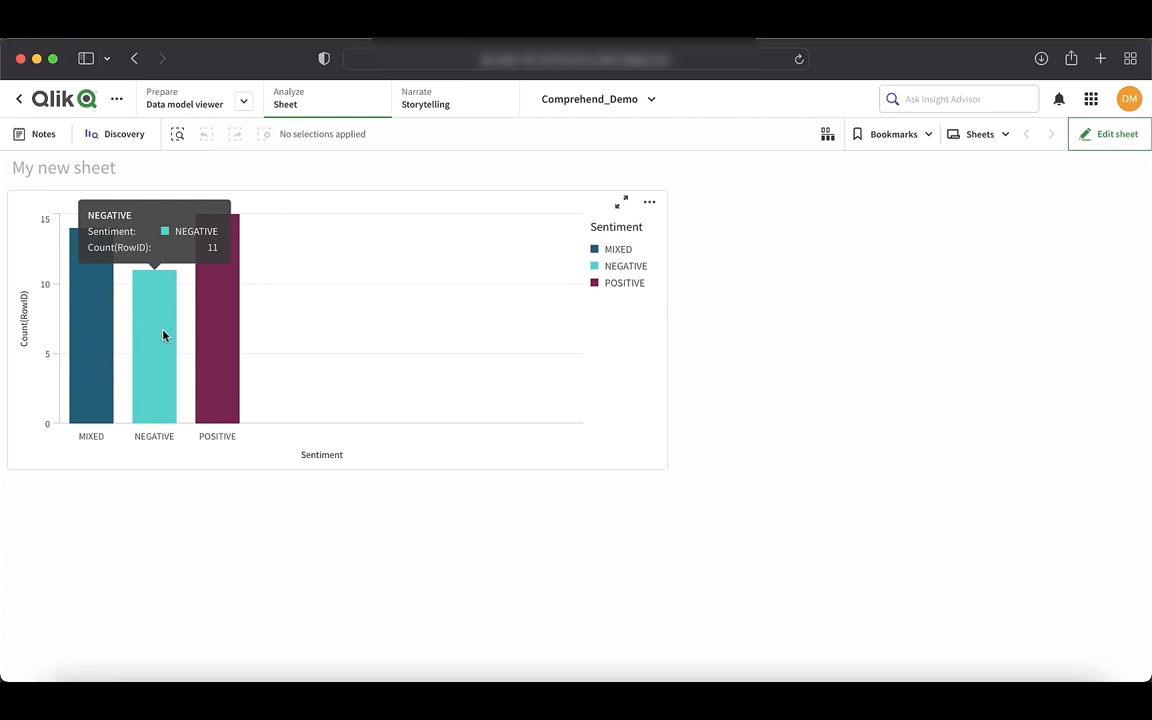 Qlik
Prepare
Data model viewer
Analyze
Sheet
Narrate
Storytelling
Comprehend_Demo
Ask Insight Advisor
DM
Notes
Discovery
No selections applied
Bookmarks
Sheets
Edit sheet
My new sheet
NEGATIVE
Sentiment: NEGATIVE
Count(RowID): 11
Count(RowID)
15
10
5
0
MIXED
NEGATIVE
POSITIVE
Sentiment
Sentiment
MIXED
NEGATIVE
POSITIVE